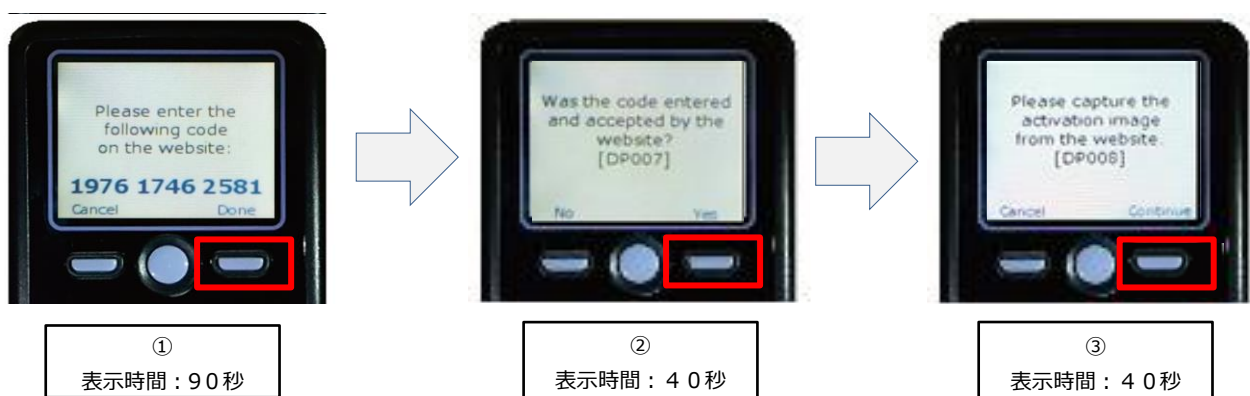 Please enter the
following code
on the website:
1976 1746 2581
Cancel Done
Was the code entered
and accepted by the
website?
[DP007]
No Yes
Please capture the
activation image
from the website.
[DP008]
Cancel Continue
①
表示時間：90秒
②
表示時間：４０秒
③
表示時間：４０秒